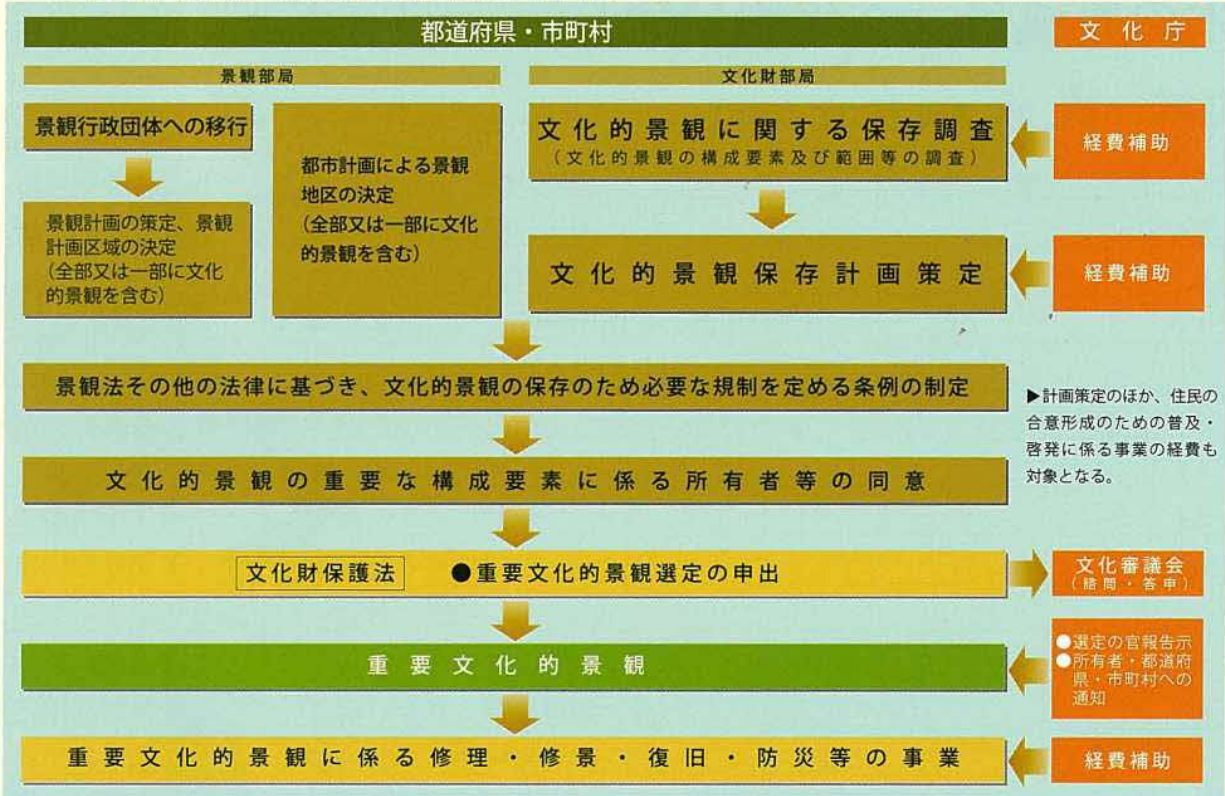 都道府県・市町村
文化庁
景観部局
文化財部局
景観行政団体への移行
景観計画の策定、景観
計画区域の決定
(全部又は一部に文化
的景観を含む)
都市計画による景観
地区の決定
(全部又は一部に文化
的景観を含む)
文化的景観に関する保存調査
(文化的景観の構成要素及び範囲等の調査)
経費補助
文化的景観保存計画策定
経費補助
景観法その他の法律に基づき、文化的景観の保存のため必要な規制を定める条例の制定
▶計画策定のほか、住民の
合意形成のための普及・
啓発に係る事業の経費も
対象となる。
文化的景観の重要な構成要素に係る所有者等の同意
文化財保護法 ●重要文化的景観選定の申出
文化審議会
(諮問・答申)
重要文化的景観
●選定の官報告示
●所有者・都道府
県・市町村への
通知
重要文化的景観に係る修理・修景・復旧・防災等の事業
経費補助